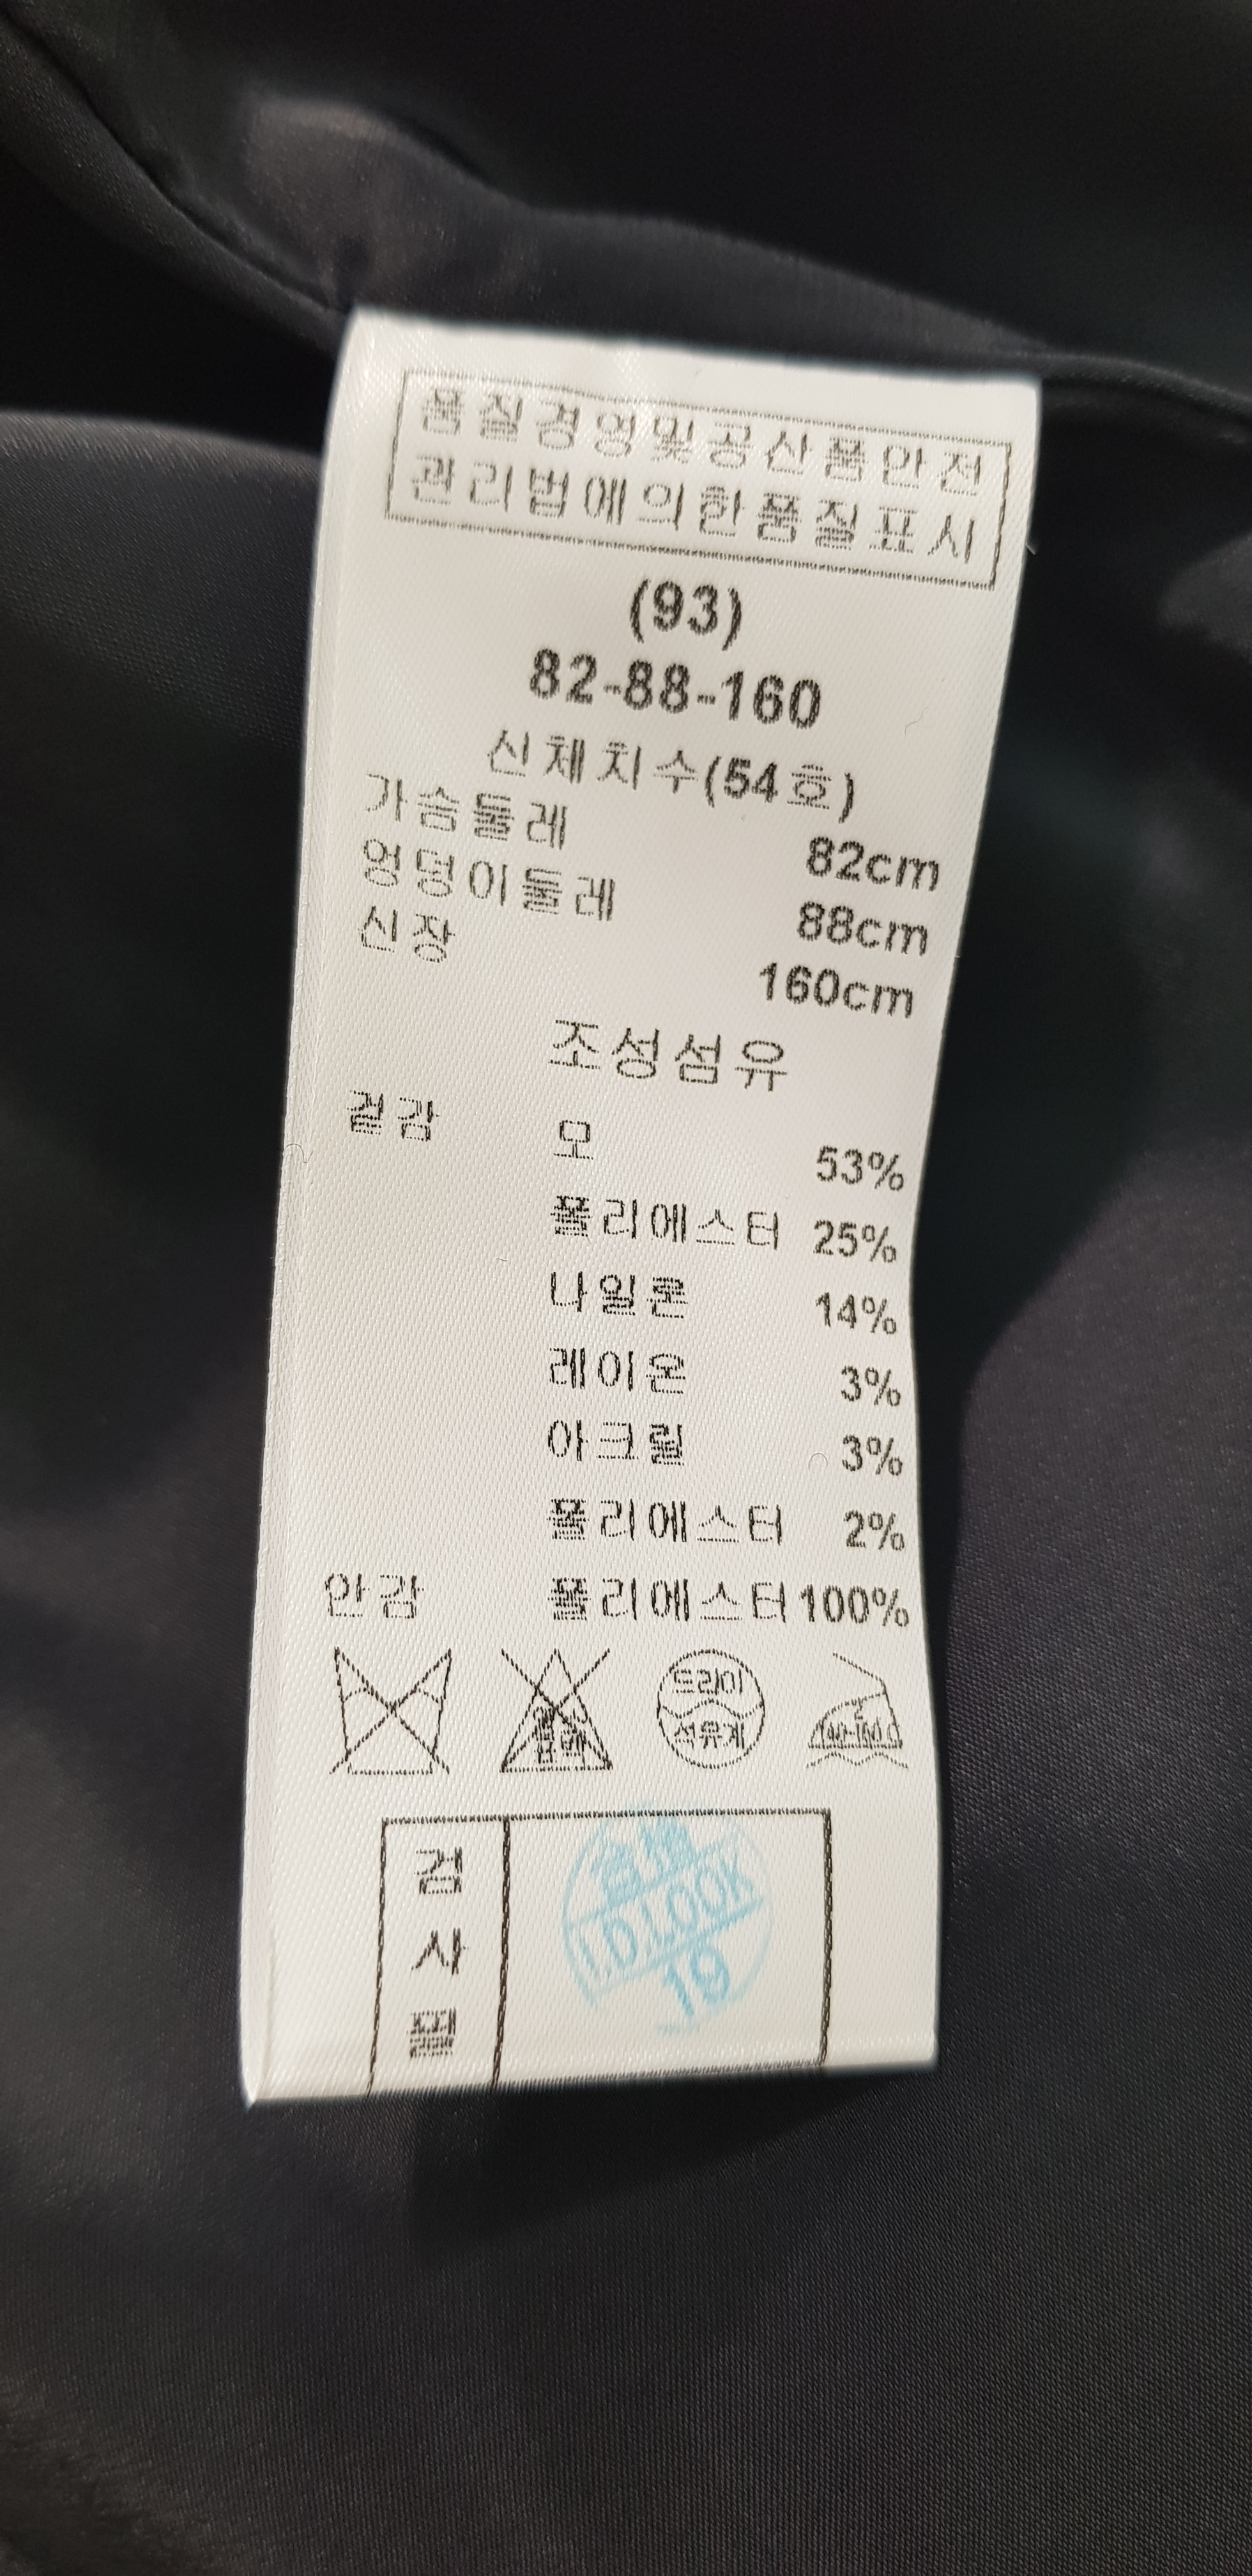 품질경영및공산품안전
관리법에의한품질표시
(93)
82-88-160
신체치수(54호)
가슴둘레 82cm
엉덩이둘레 88cm
신장 160cm
조성섬유
겉감 모 53%
폴리에스터 25%
나일론 14%
레이온 3%
아크릴 3%
폴리에스터 2%
안감 폴리에스터 100%
드라이
석유계
검
사
필
I.D.LOOK
19